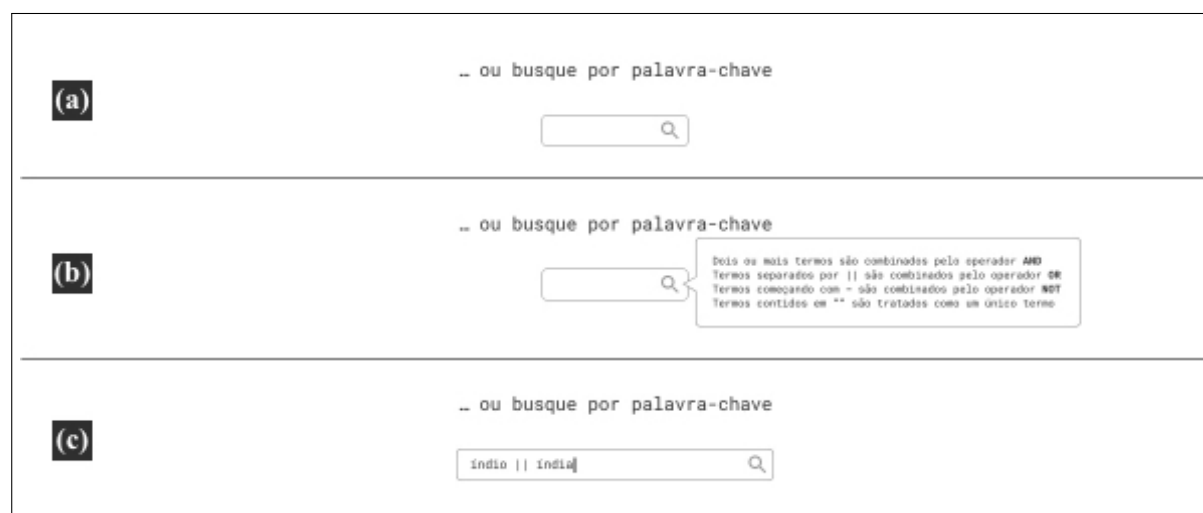 (a)
… ou busque por palavra-chave
(b)
… ou busque por palavra-chave
Dois ou mais termos são combinados pelo operador AND
Termos separados por || são combinados pelo operador OR
Termos começando com - são combinados pelo operador NOT
Termos contidos em "" são tratados como um único termo
(c)
… ou busque por palavra-chave
índio || índia